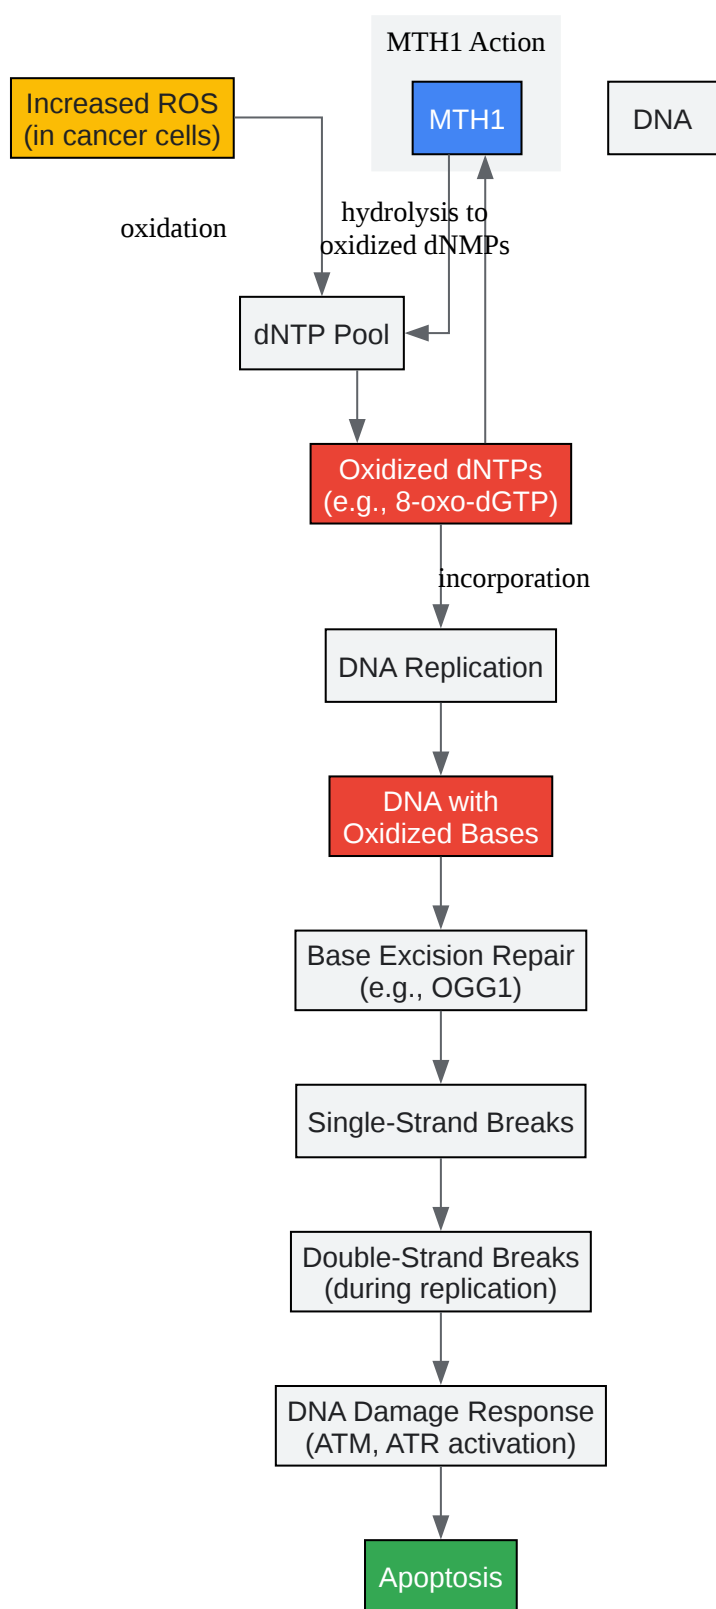 MTH1 Action
Increased ROS
(in cancer cells)
MTH1
DNA
oxidation
hydrolysis to
oxidized dNMPs
dNTP Pool
Oxidized dNTPs
(e.g., 8-oxo-dGTP)
incorporation
DNA Replication
DNA with
Oxidized Bases
Base Excision Repair
(e.g., OGG1)
Single-Strand Breaks
Double-Strand Breaks
(during replication)
DNA Damage Response
(ATM, ATR activation)
Apoptosis